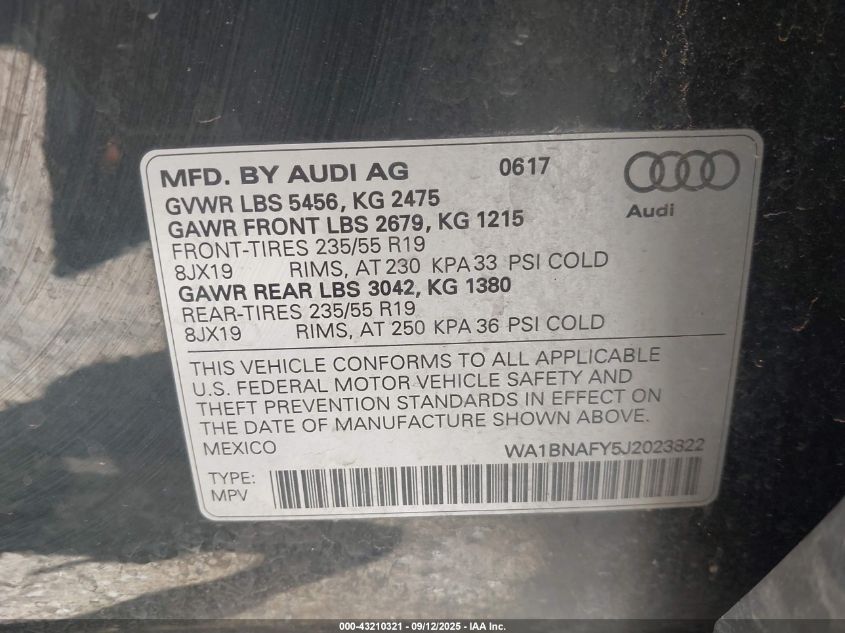 MFD. BY AUDI AG 0617
Audi
GVWR LBS 5456, KG 2475
GAWR FRONT LBS 2679, KG 1215
FRONT-TIRES 235/55 R19
8JX19 RIMS, AT 230 KPA 33 PSI COLD
GAWR REAR LBS 3042, KG 1380
REAR-TIRES 235/55 R19
8JX19 RIMS, AT 250 KPA 36 PSI COLD
THIS VEHICLE CONFORMS TO ALL APPLICABLE
U.S. FEDERAL MOTOR VEHICLE SAFETY AND
THEFT PREVENTION STANDARDS IN EFFECT ON
THE DATE OF MANUFACTURE SHOWN ABOVE.
MEXICO WA1BNAFY5J2023822
TYPE:
MPV
000-43210321 - 09/12/2025 - IAA Inc.